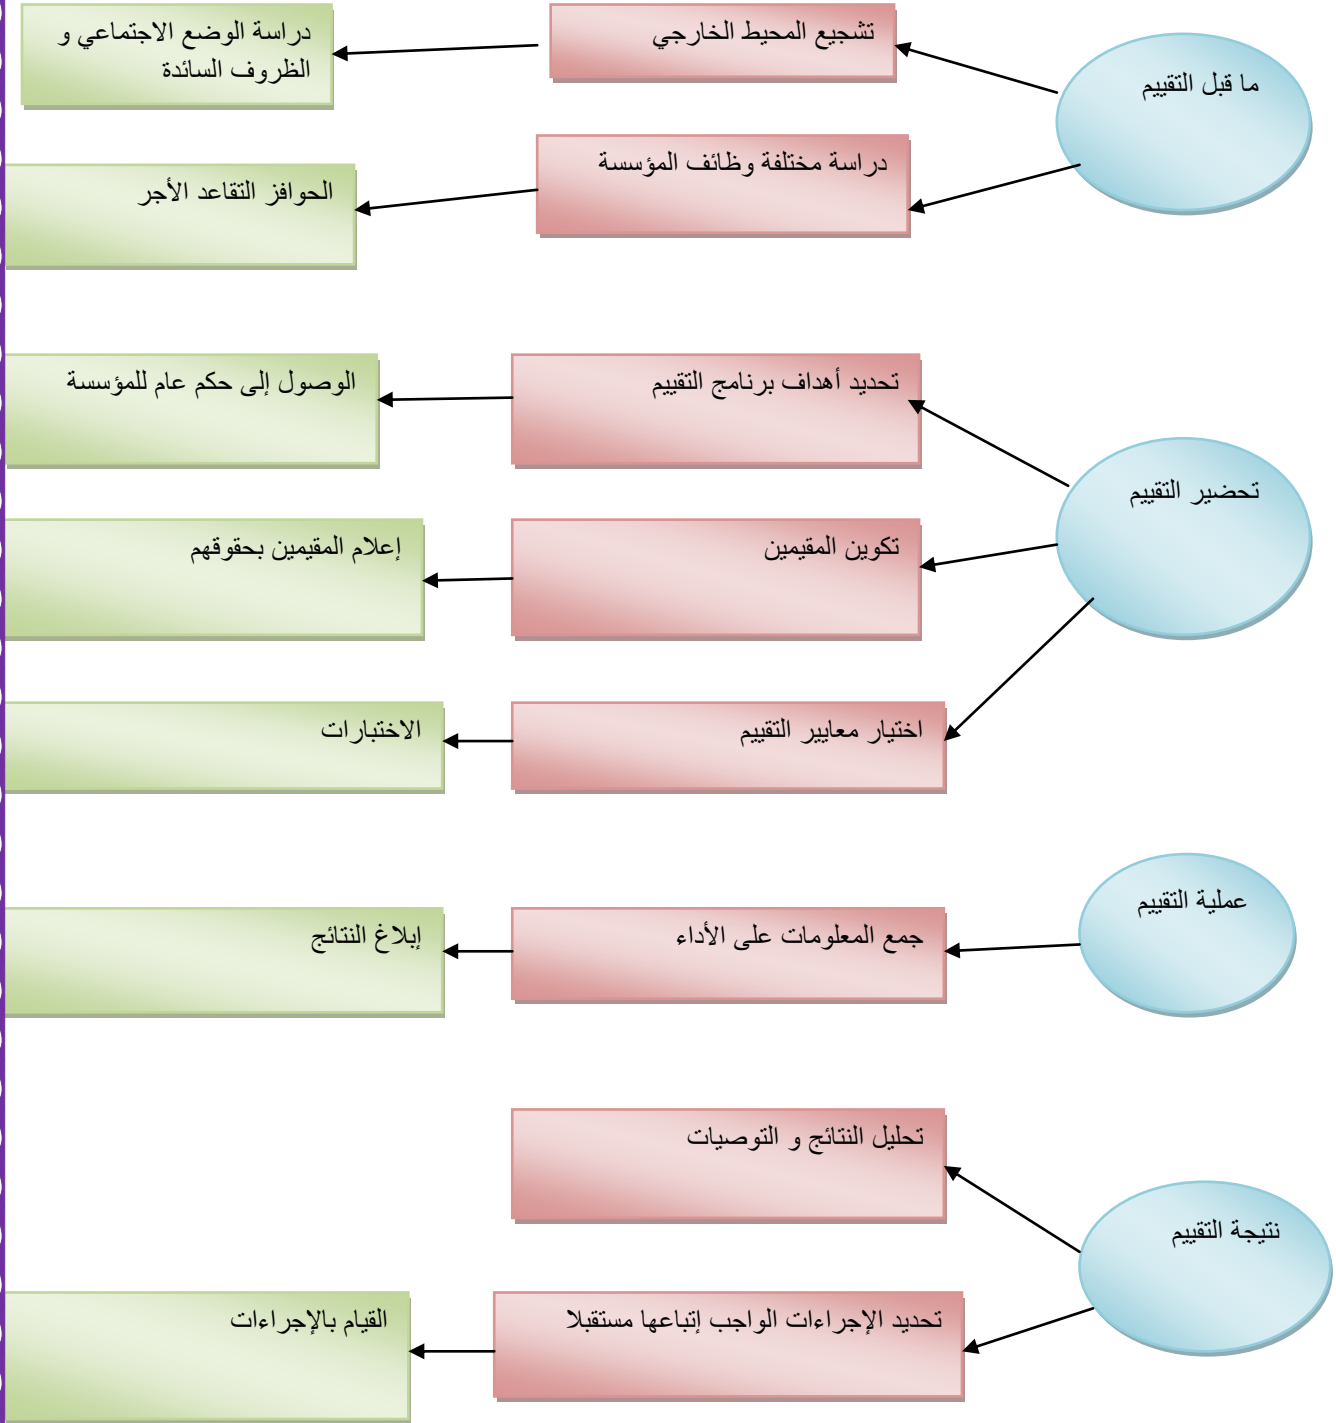 ما قبل التقييم
تشجيع المحيط الخارجي
دراسة الوضع الاجتماعي و
الظروف السائدة
دراسة مختلفة وظائف المؤسسة
الحوافز التقاعد الأجر
تحضير التقييم
تحديد أهداف برنامج التقييم
الوصول إلى حكم عام للمؤسسة
تكوين المقيمين
إعلام المقيمين بحقوقهم
اختيار معايير التقييم
الاختبارات
عملية التقييم
جمع المعلومات على الأداء
إبلاغ النتائج
نتيجة التقييم
تحليل النتائج و التوصيات
تحديد الإجراءات الواجب إتباعها مستقبلا
القيام بالإجراءات